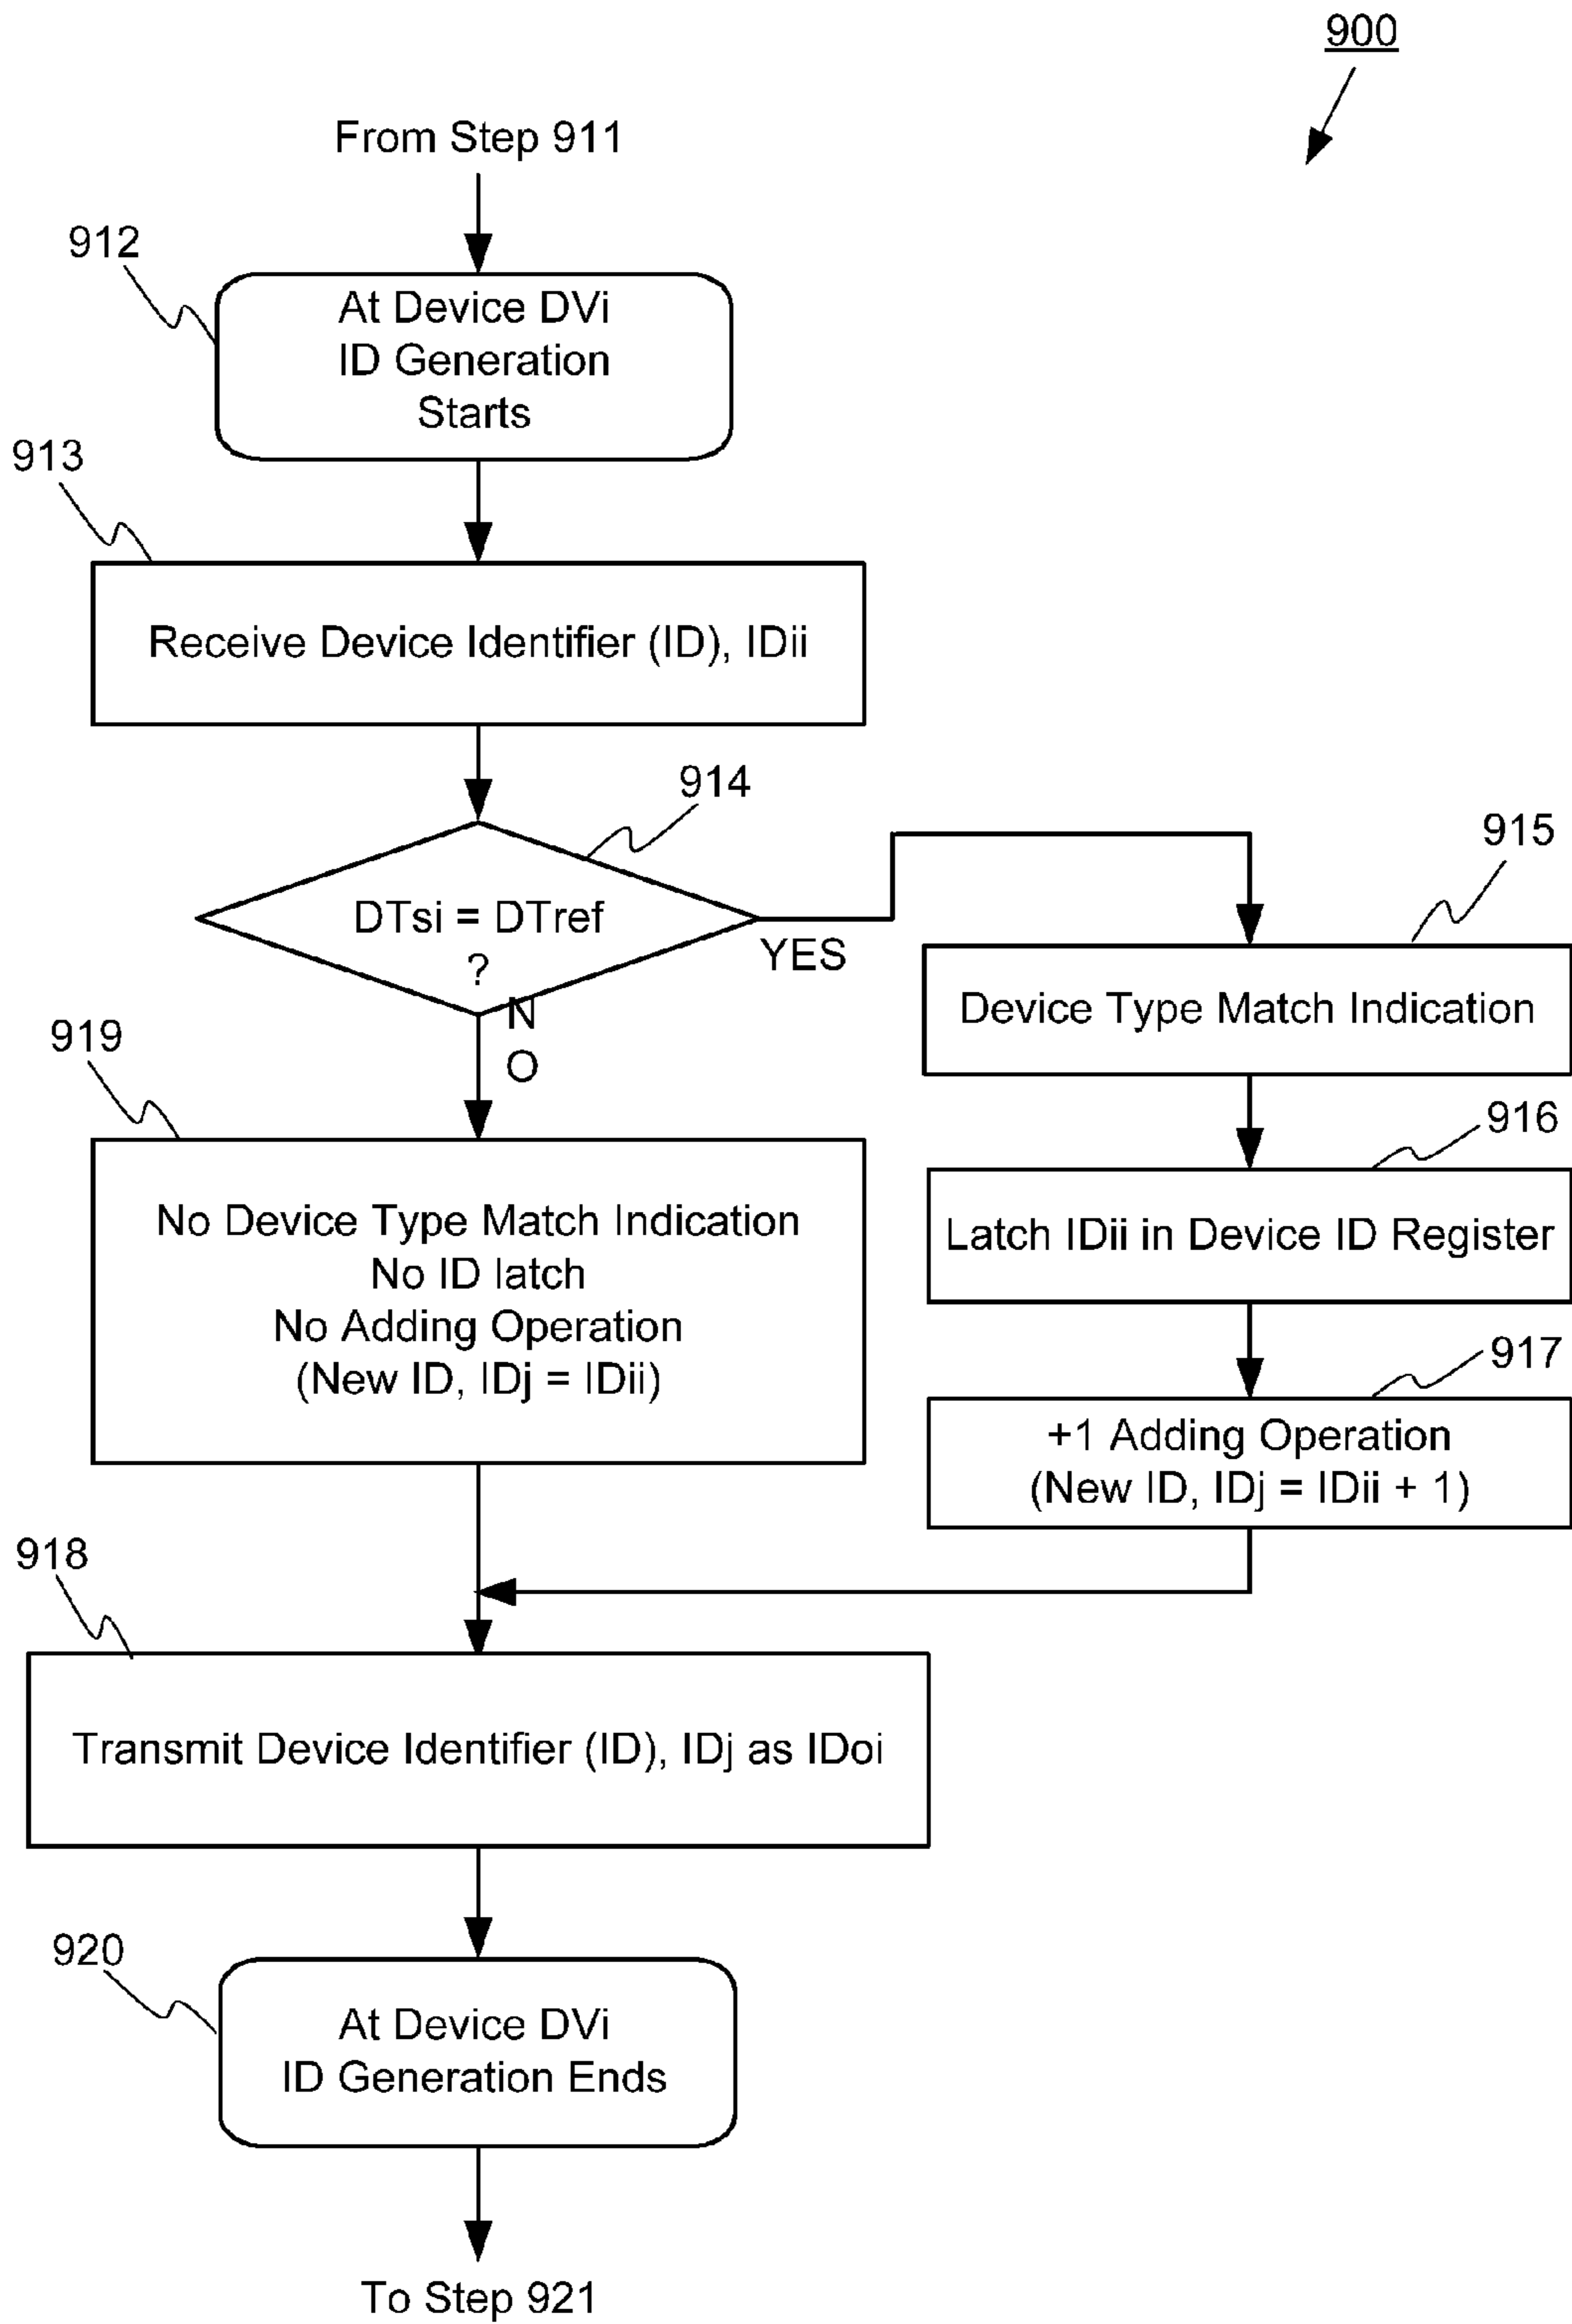 900
From Step 911
912
At Device DVi
ID Generation
Starts
913
Receive Device Identifier (ID), IDii
914
DTsi = DTref
?
YES
N
O
915
Device Type Match Indication
916
Latch IDii in Device ID Register
917
+1 Adding Operation
(New ID, IDj = IDii + 1)
919
No Device Type Match Indication
No ID latch
No Adding Operation
(New ID, IDj = IDii)
918
Transmit Device Identifier (ID), IDj as IDoi
920
At Device DVi
ID Generation Ends
To Step 921